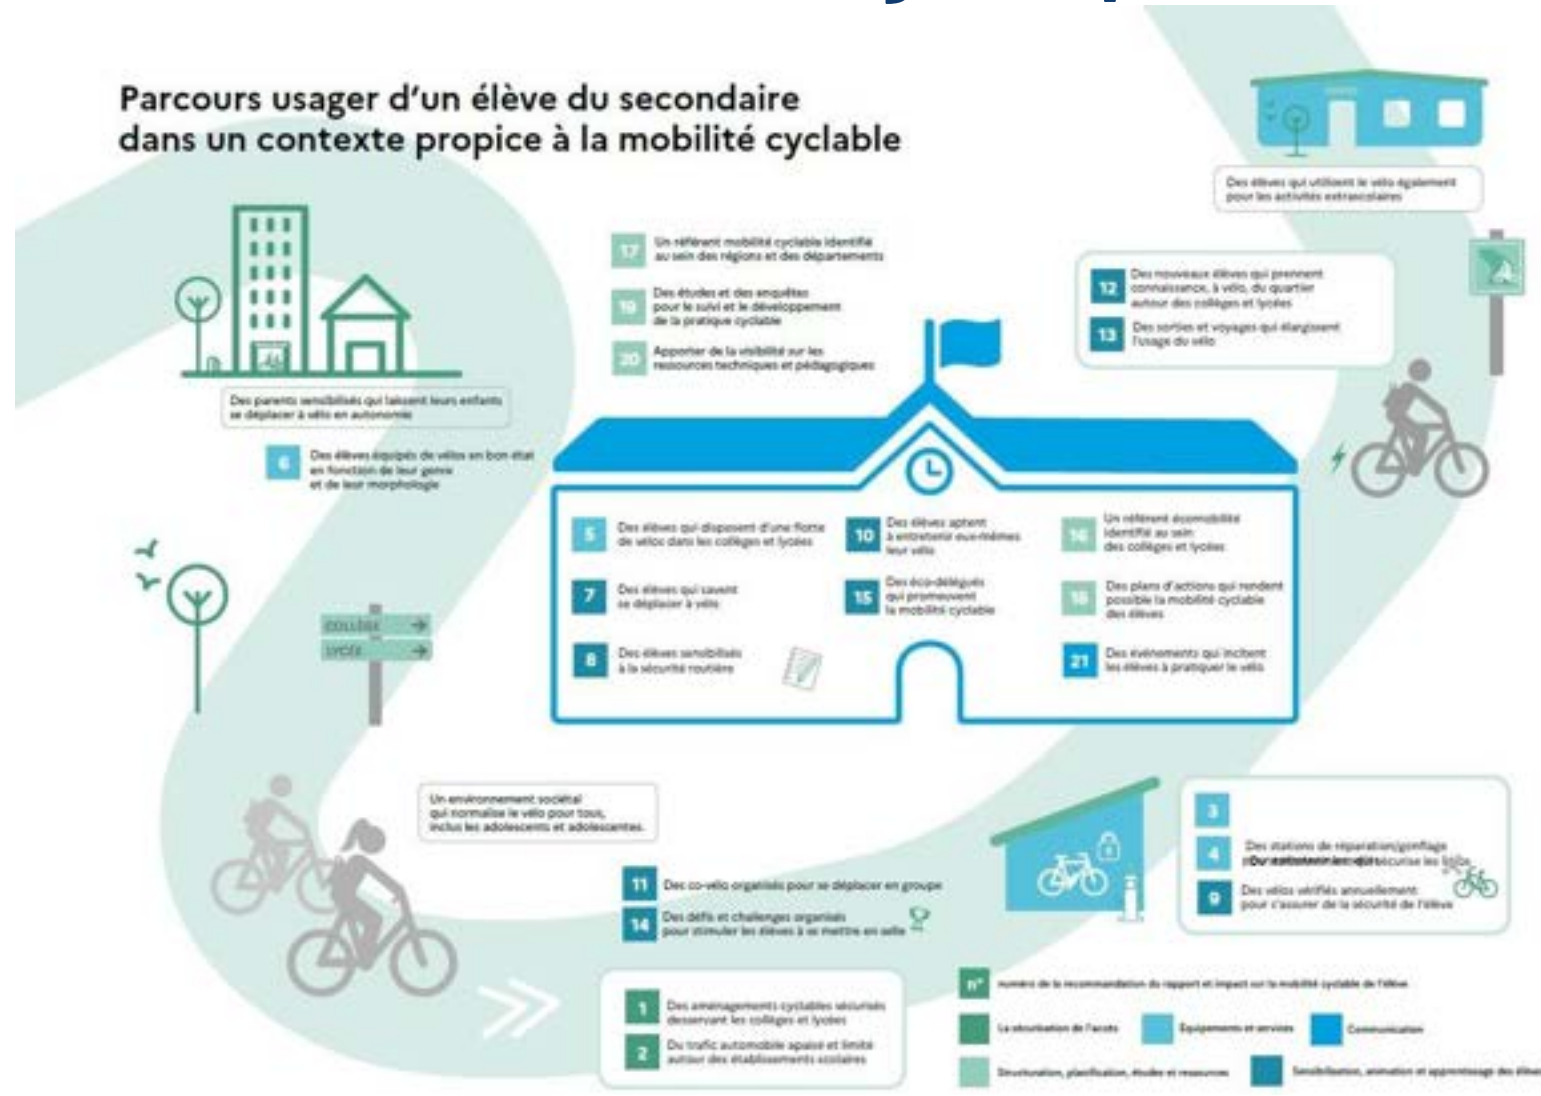 Parcours usager d'un élève du secondaire
dans un contexte propice à la mobilité cyclable
Des élèves qui utilisent le vélo également
pour les activités extrascolaires
17
Un référent mobilité cyclable identifié
au sein des régions et des départements
19
Des études et des enquêtes
pour le suivi et le développement
de la pratique cyclable
20
Apporter de la visibilité sur les
ressources techniques et pédagogiques
12
Des nouveaux élèves qui prennent
connaissance, à vélo, du quartier
autour des collèges et lycées
13
Des sorties et voyages qui élargissent
l'usage du vélo
Des parents sensibilisés qui laissent leurs enfants
se déplacer à vélo en autonomie
6
Des élèves équipés de vélos en bon état
en fonction de leur genre
et de leur morphologie
5
Des élèves qui disposent d'une flotte
de vélos dans les collèges et lycées
7
Des élèves qui savent
se déplacer à vélo
8
Des élèves sensibilisés
à la sécurité routière
10
Des élèves aptent
à entretenir eux-mêmes
leur vélo
15
Des éco-délégués
qui promeuvent
la mobilité cyclable
16
Un référent écomobilité
identifié au sein
des collèges et lycées
18
Des plans d'actions qui rendent
possible la mobilité cyclable
des élèves
21
Des événements qui incitent
les élèves à pratiquer le vélo
COLLÈGE
LYCÉE
Un environnement sociétal
qui normalise le vélo pour tous,
inclus les adolescents et adolescentes.
11
Des co-vélo organisés pour se déplacer en groupe
14
Des défis et challenges organisés
pour stimuler les élèves à se mettre en selle
3
4
Des stations de réparation/gonflage
sécurise les
9
Des vélos vérifiés annuellement
pour s'assurer de la sécurité de l'élève
1
Des aménagements cyclables sécurisés
desservant les collèges et lycées
2
Du trafic automobile apaisé et limité
autour des établissements scolaires
n° numéro de la recommandation du rapport et impact sur la mobilité cyclable de l'élève
La sécurisation de l'accès
Equipements et services
Communication
Structuration, planification, études et ressources
Sensibilisation, animation et apprentissage des